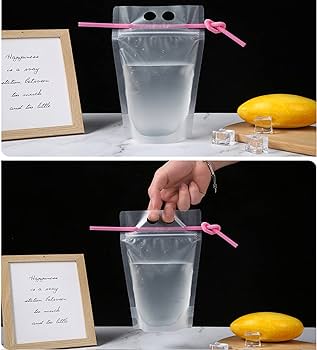 Happiness
is a way
station between
too much
and too little
Happiness
is a way
station between
too much
and too little